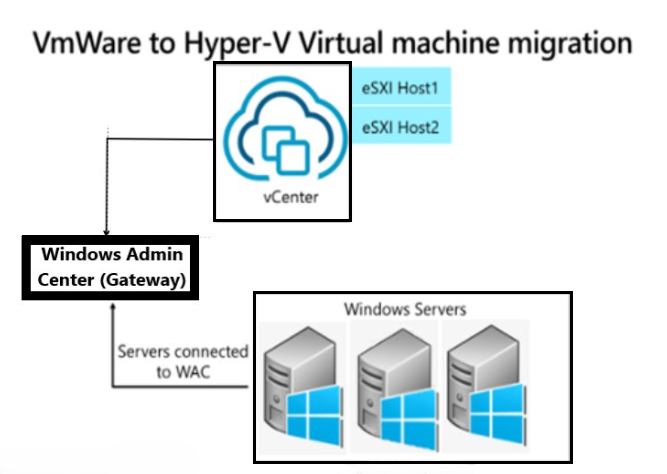 VmWare to Hyper-V Virtual machine migration
eSXI Host1
eSXI Host2
vCenter
Windows Admin
Center (Gateway)
Windows Servers
Servers connected
to WAC